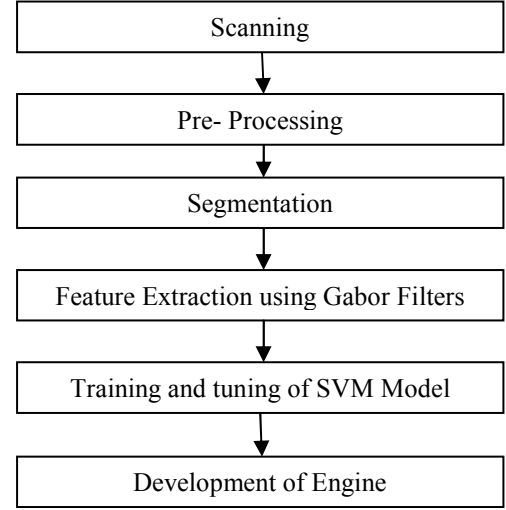 Scanning
Pre- Processing
Segmentation
Feature Extraction using Gabor Filters
Training and tuning of SVM Model
Development of Engine